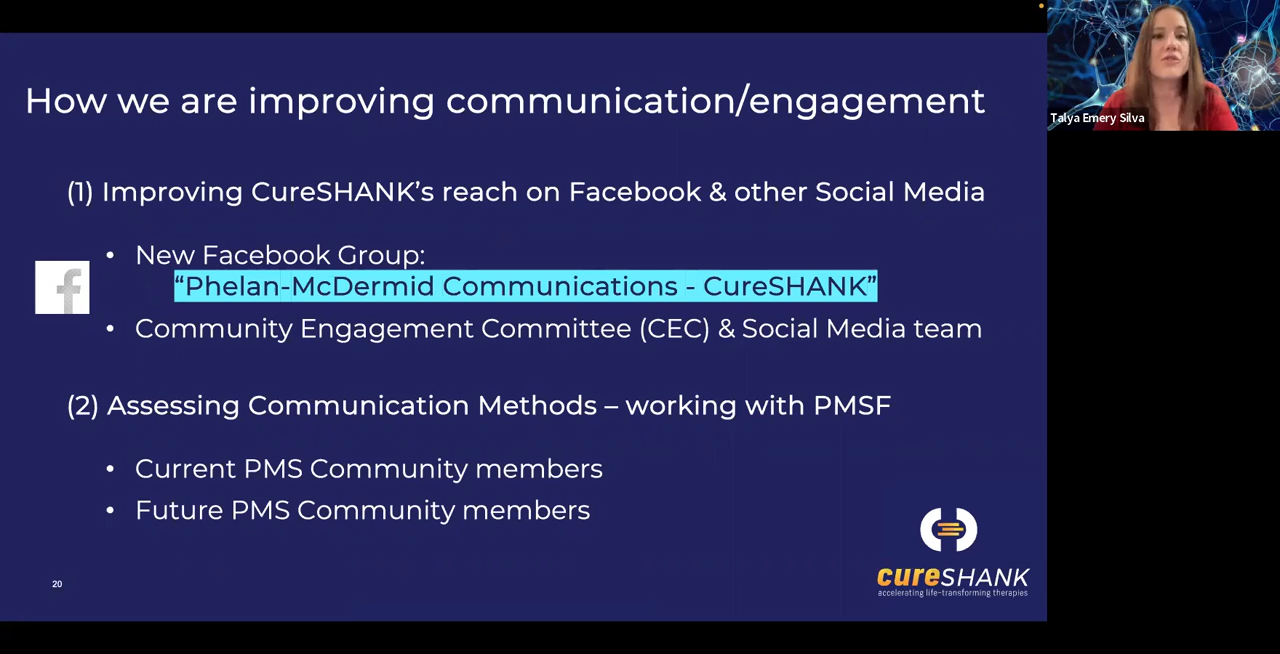 How we are improving communication/engagement
(1) Improving CureSHANK’s reach on Facebook & other Social Media
• New Facebook Group:
“Phelan-McDermid Communications - CureSHANK”
f
• Community Engagement Committee (CEC) & Social Media team
(2) Assessing Communication Methods – working with PMSF
• Current PMS Community members
• Future PMS Community members
20
cureSHANK
accelerating life-transforming therapies
Talya Emery Silva